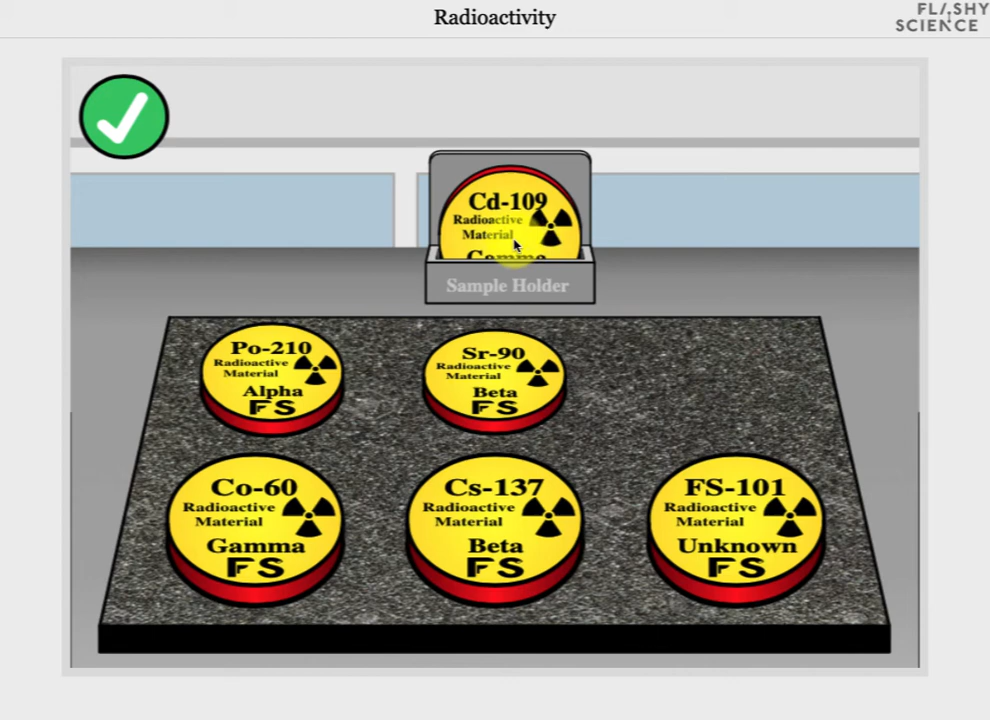 Radioactivity
FLASHY
SCIENCE
Cd-109
Radioactive
Material
Gamma
Sample Holder
Po-210
Radioactive
Material
Alpha
FS
Sr-90
Radioactive
Material
Beta
FS
Co-60
Radioactive
Material
Gamma
FS
Cs-137
Radioactive
Material
Beta
FS
FS-101
Radioactive
Material
Unknown
FS